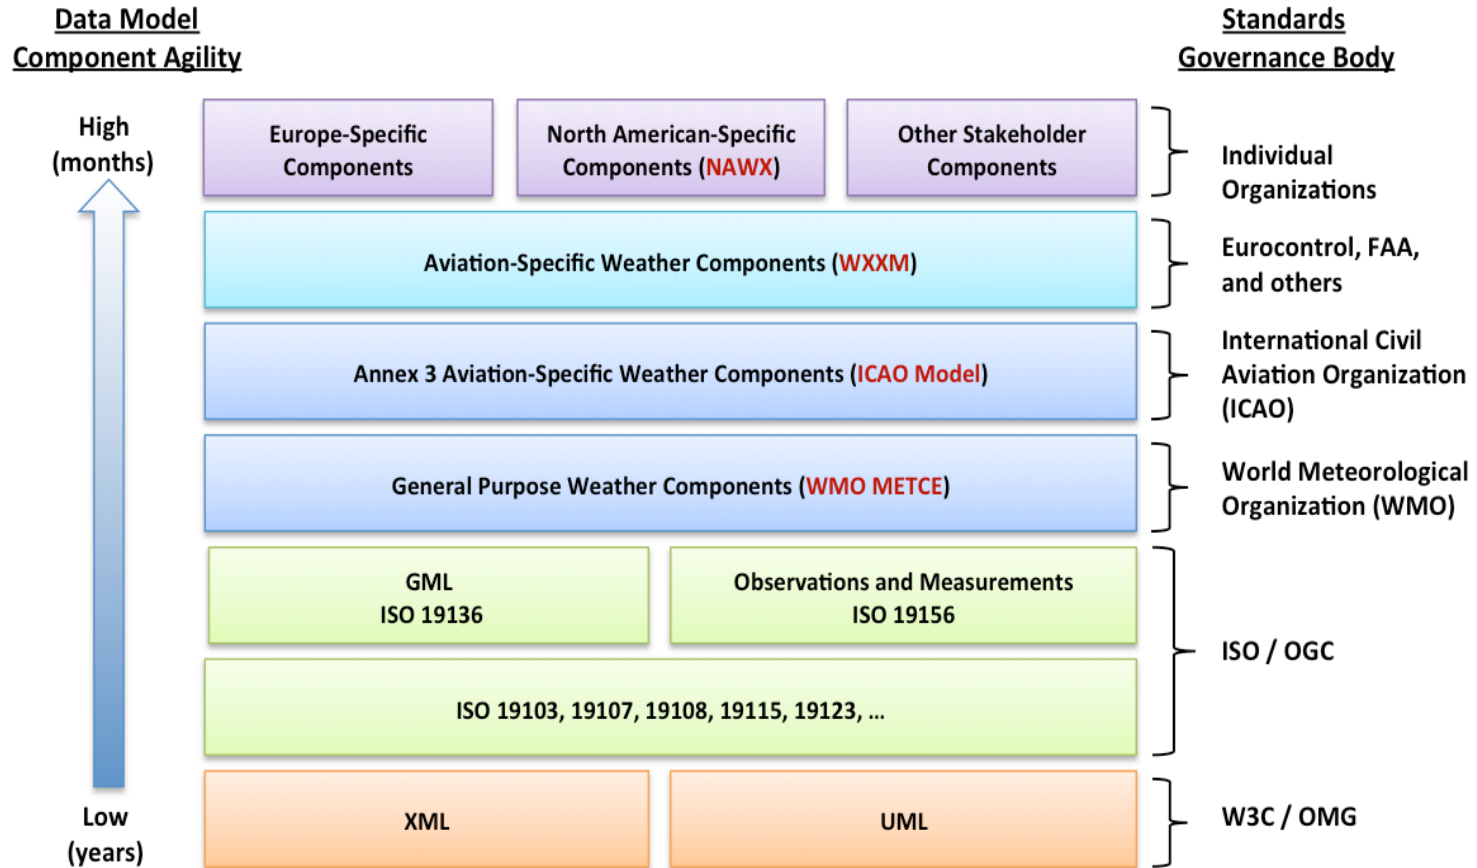 Data Model
Component Agility
Standards
Governance Body
High
(months)
Europe-Specific
Components
North American-Specific
Components (NAWX)
Other Stakeholder
Components
Individual
Organizations
Aviation-Specific Weather Components (WXXM)
Eurocontrol, FAA,
and others
Annex 3 Aviation-Specific Weather Components (ICAO Model)
International Civil
Aviation Organization
(ICAO)
General Purpose Weather Components (WMO METCE)
World Meteorological
Organization (WMO)
GML
ISO 19136
Observations and Measurements
ISO 19156
ISO / OGC
ISO 19103, 19107, 19108, 19115, 19123, ...
XML
UML
W3C / OMG
Low
(years)